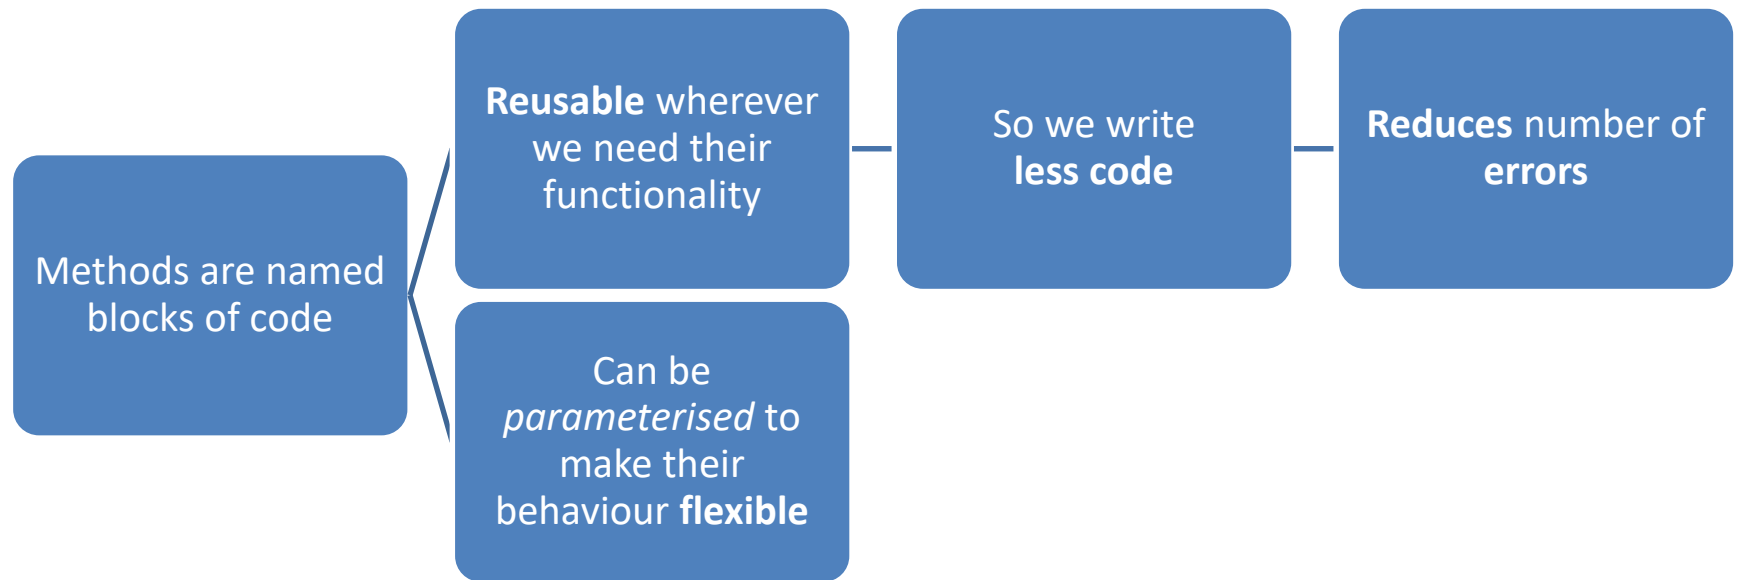 Methods are named
blocks of code
Reusable wherever
we need their
functionality
So we write
less code
Reduces number of
errors
Can be
parameterised to
make their
behaviour flexible